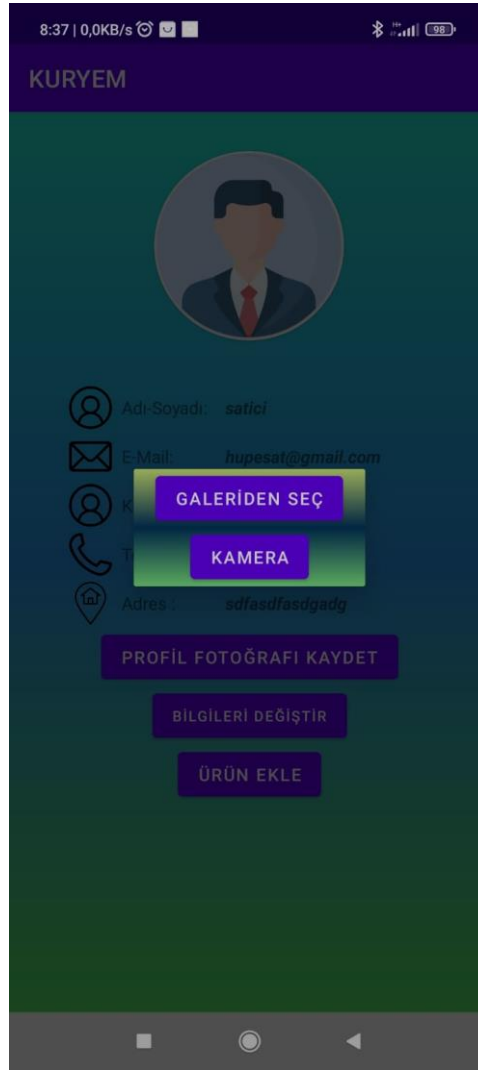 8:37 | 0,0KB/s
98
KURYEM
Adı-Soyadı: satici
E-Mail: hupesat@gmail.com
GALERİDEN SEÇ
KAMERA
Adres : sdfasdfasdgadg
PROFİL FOTOĞRAFI KAYDET
BİLGİLERİ DEĞİŞTİR
ÜRÜN EKLE